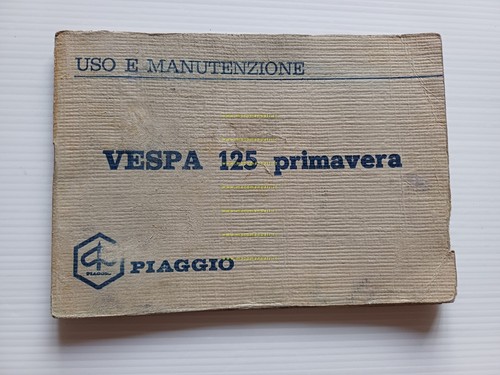 USO E MANUTENZIONE
VESPA 125 primavera
PIAGGIO